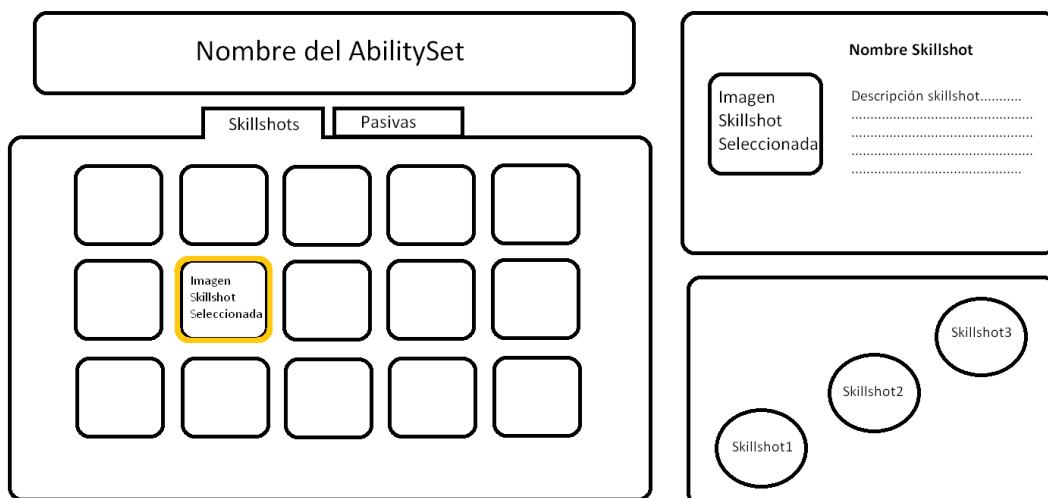 Nombre del AbilitySet
Skillshots
Pasivas
Imagen
Skillshot
Seleccionada
Nombre Skillshot
Imagen
Skillshot
Seleccionada
Descripción skillshot...........
................................................
................................................
................................................
.............................................
Skillshot3
Skillshot2
Skillshot1